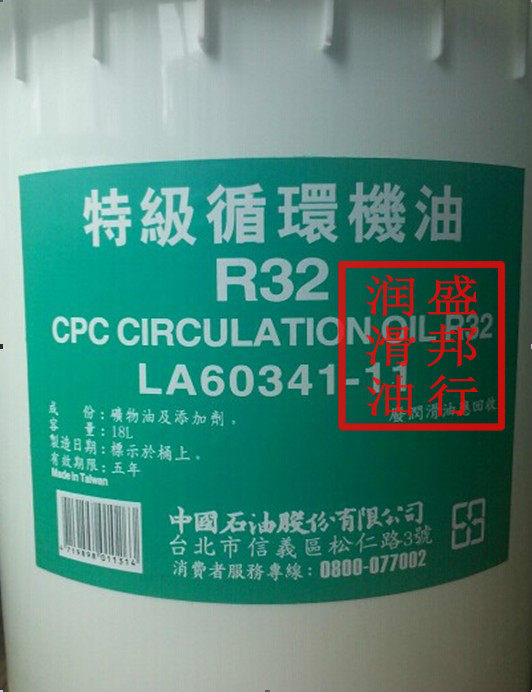 特級循環機油
R32
CPC CIRCULATION OIL R32
LA60341-11
成份：礦物油及添加劑。
容量：18L
製造日期：標示於桶上。
有效期限：五年
Made in Taiwan
廢潤滑油應回收
盛邦行
润滑油
4 719898 011314
中國石油股份有限公司
台北市信義區松仁路3號
消費者服務專線：0800-077002